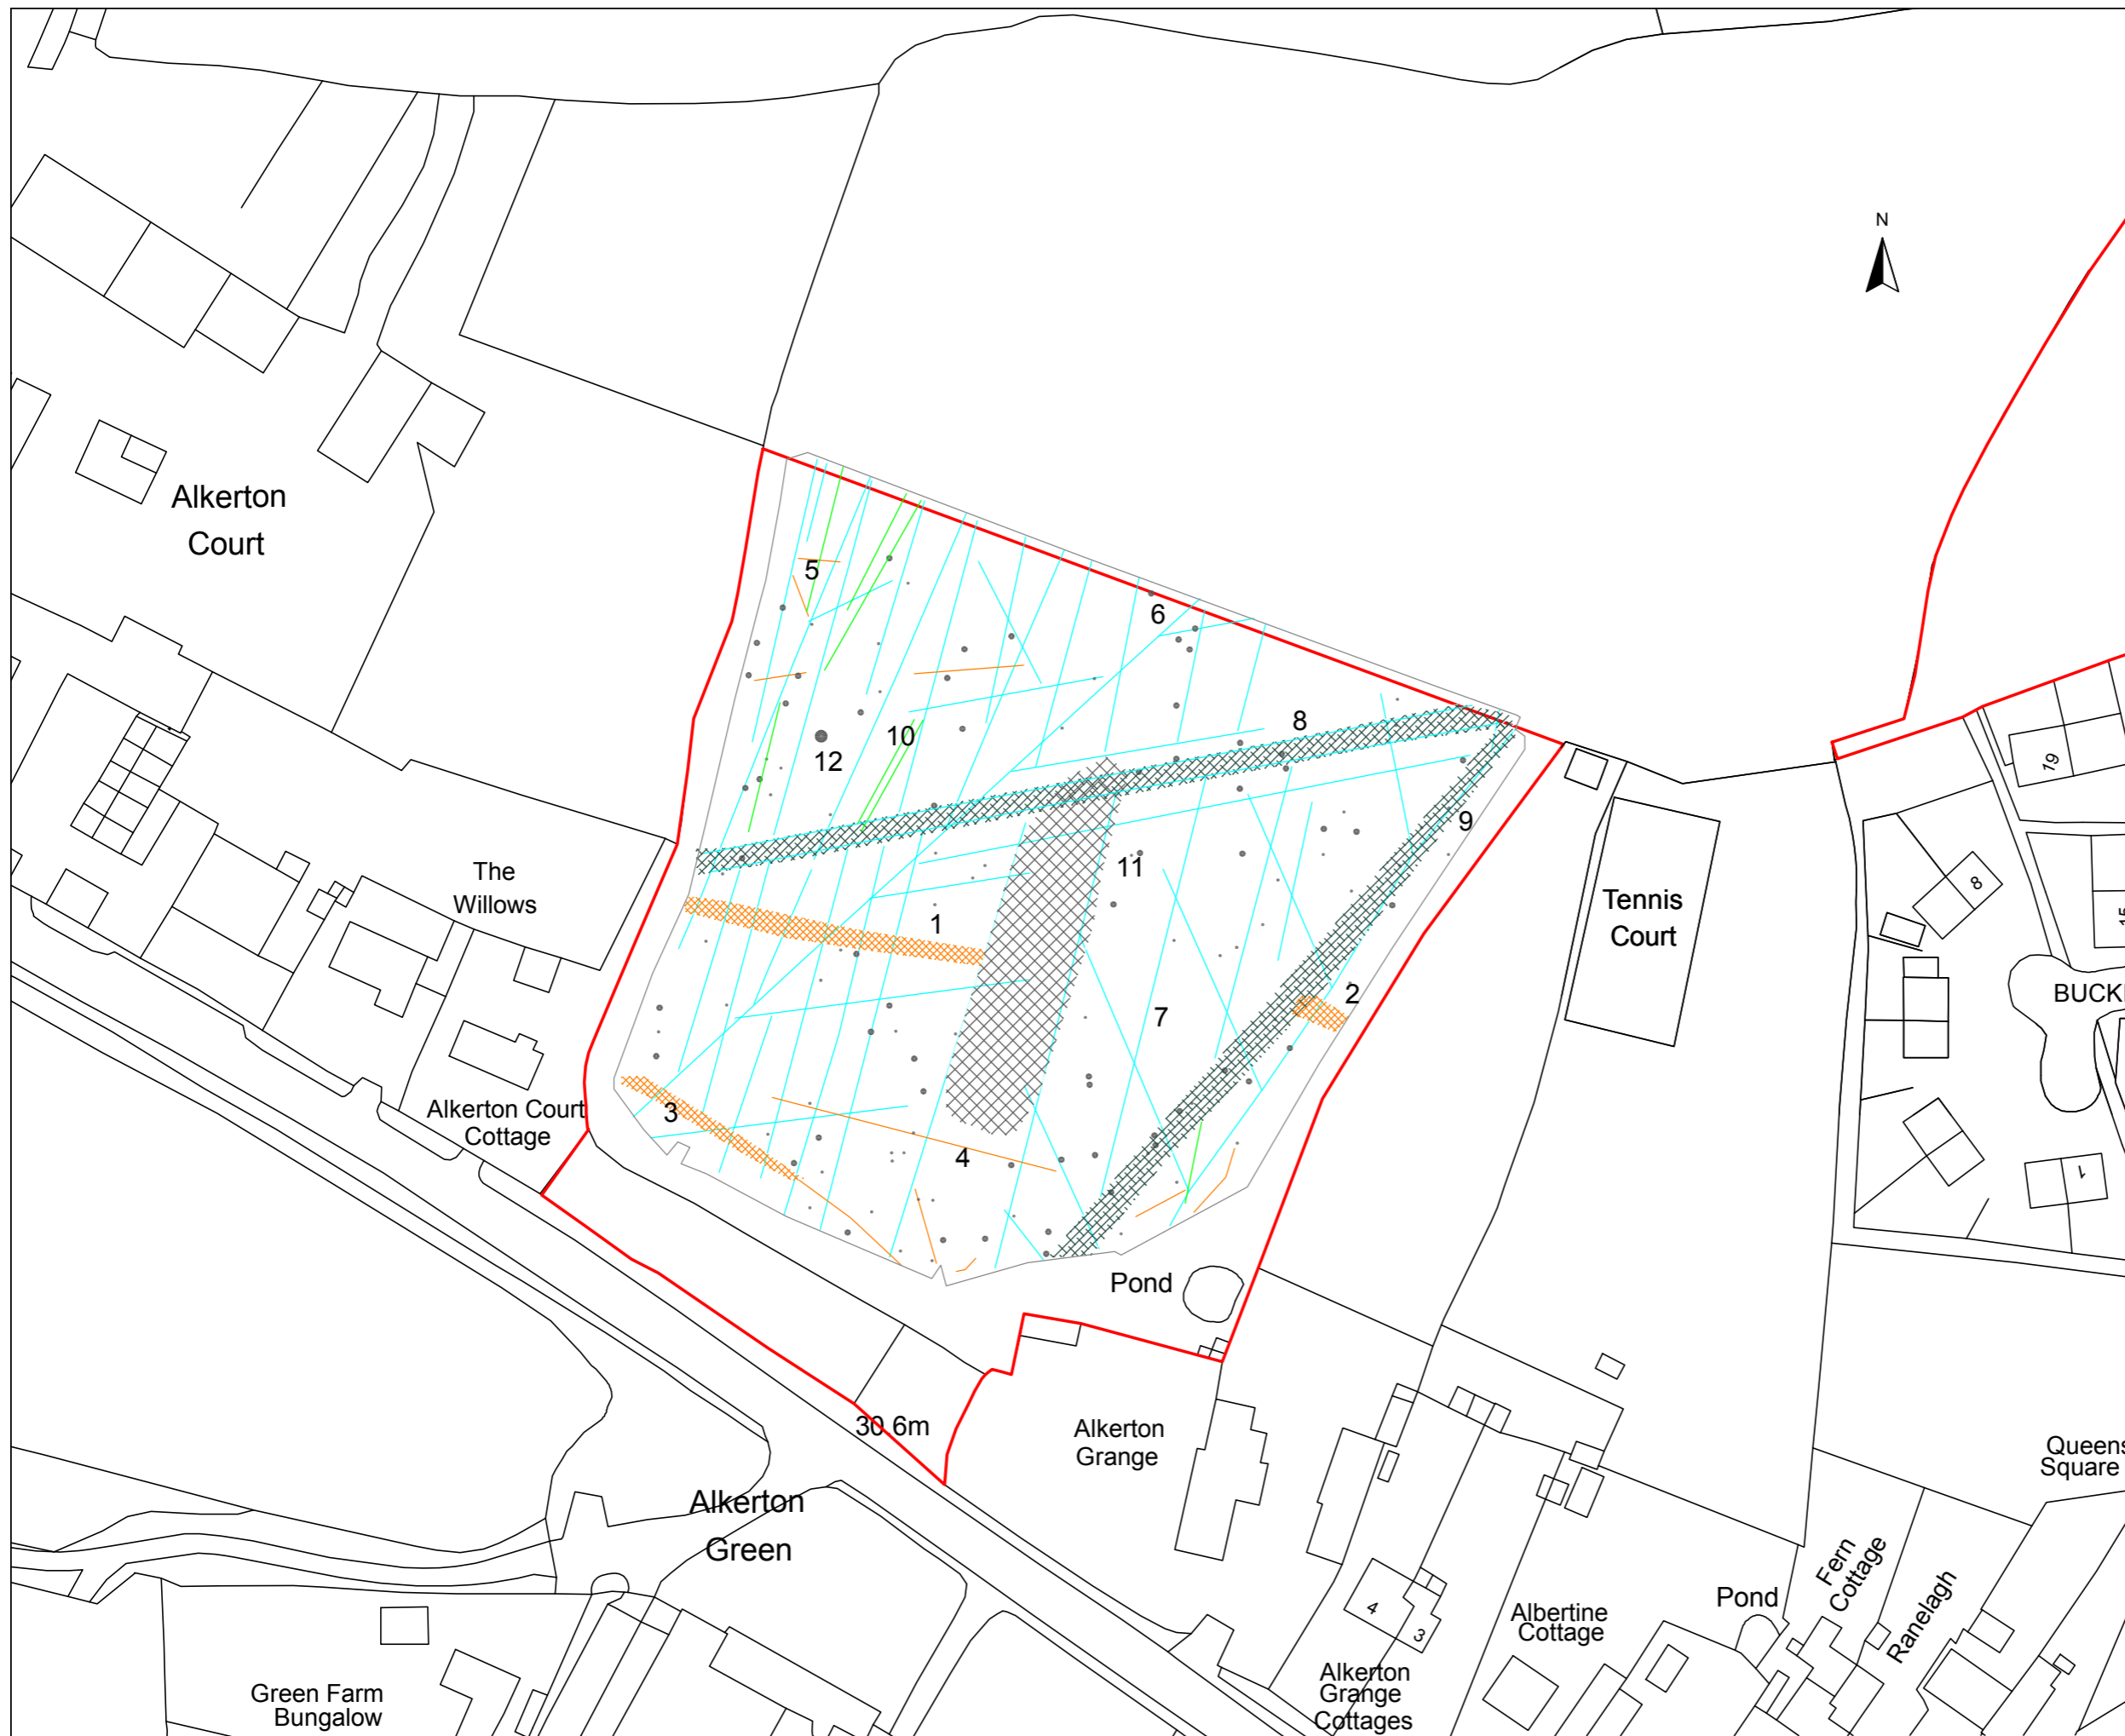 N
Alkerton
Court
5
6
10
12
8
19
9
The
Willows
11
8
Tennis
Court
1
15
2
BUCK
7
Alkerton Court
Cottage
3
4
1
Pond
30.6m
Alkerton
Grange
Queens
Square
Alkerton
Green
Fern
Cottage
Pond
Ranelagh
4
3
Albertine
Cottage
Alkerton
Grange
Cottages
Green Farm
Bungalow